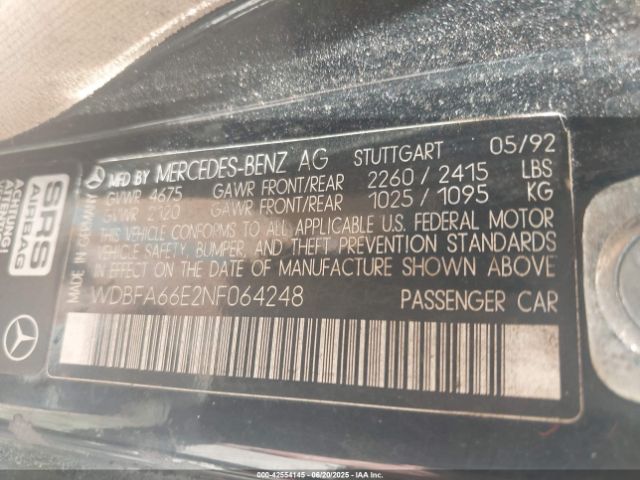 MFD BY MERCEDES-BENZ AG STUTTGART 05/92
GVWR 4675 GAWR FRONT/REAR 2260 / 2415 LBS
GVWR 2120 GAWR FRONT/REAR 1025 / 1095 KG
THIS VEHICLE CONFORMS TO ALL APPLICABLE U.S. FEDERAL MOTOR
VEHICLE SAFETY, BUMPER, AND THEFT PREVENTION STANDARDS
IN EFFECT ON THE DATE OF MANUFACTURE SHOWN ABOVE
WDBFA66E2NF064248 PASSENGER CAR
MADE IN GERMANY
SRS
AIRBAG
ACHTUNG!
000-42554145 - 06/20/2025 - IAAI.com